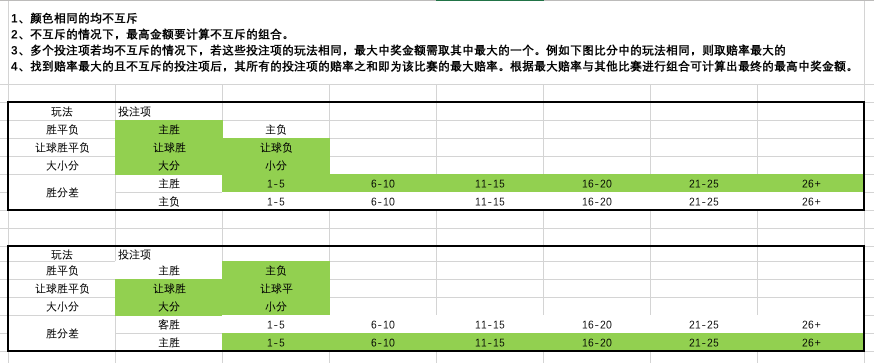 1、颜色相同的均不互斥
2、不互斥的情况下，最高金额要计算不互斥的组合。
3、多个投注项若均不互斥的情况下，若这些投注项的玩法相同，最大中奖金额需取其中最大的一个。例如下图比分中的玩法相同，则取赔率最大的
4、找到赔率最大的且不互斥的投注项后，其所有的投注项的赔率之和即为该比赛的最大赔率。根据最大赔率与其他比赛进行组合可计算出最终的最高中奖金额。
玩法 投注项
胜平负 主胜 主负
让球胜平负 让球胜 让球负
大小分 大分 小分
胜分差 主胜 1-5 6-10 11-15 16-20 21-25 26+
主负 1-5 6-10 11-15 16-20 21-25 26+
玩法 投注项
胜平负 主胜 主负
让球胜平负 让球胜 让球平
大小分 大分 小分
胜分差 客胜 1-5 6-10 11-15 16-20 21-25 26+
主胜 1-5 6-10 11-15 16-20 21-25 26+